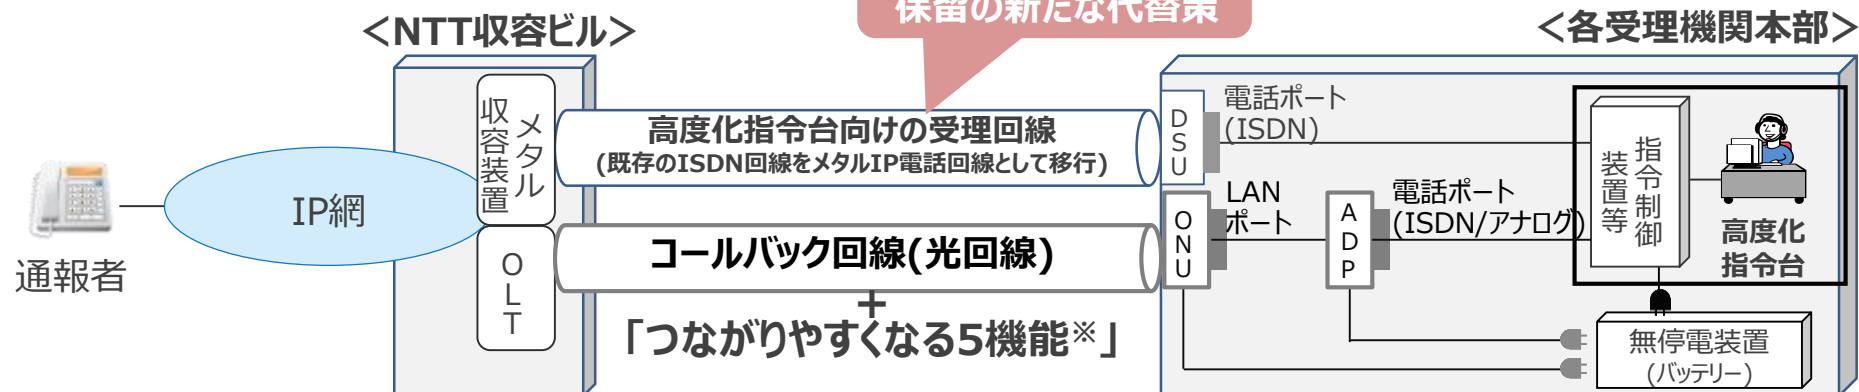 保留の新たな代替策
<NTT収容ビル>
<各受理機関本部>
通報者
IP網
メタル
収容装置
OLT
高度化指令台向けの受理回線
(既存のISDN回線をメタルIP電話回線として移行)
コールバック回線(光回線)
+
「つながりやすくなる5機能※」
DSU
電話ポート
(ISDN)
ONU
LAN
ポート
ADP
電話ポート
(ISDN/アナログ)
指令制御
装置等
高度化
指令台
無停電装置
(バッテリー)